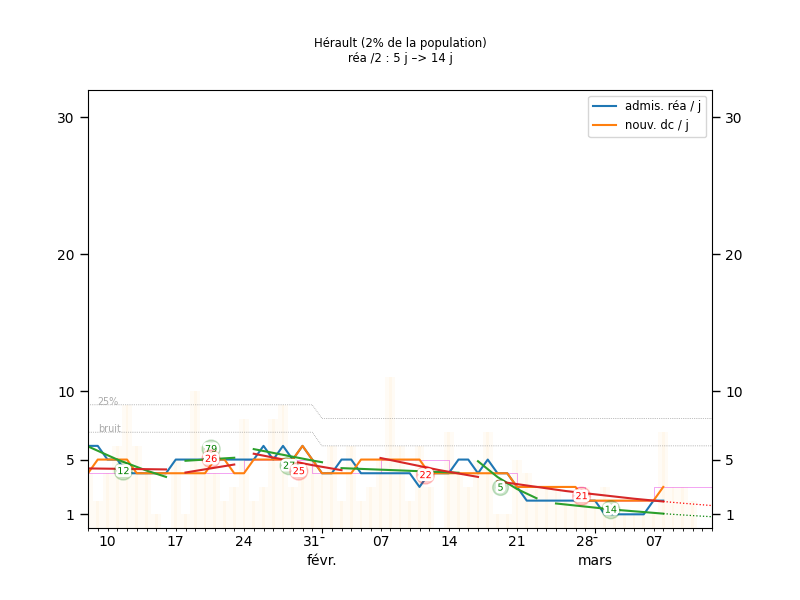 Hérault (2% de la population)
réa /2 : 5 j –> 14 j
admis. réa / j
nouv. dc / j
30 30
20 20
10 10
25%
bruit
5 5
79
26
12
25
22
5
21
14
1 1
10 17 24 31 07 14 21 28 07
févr. mars